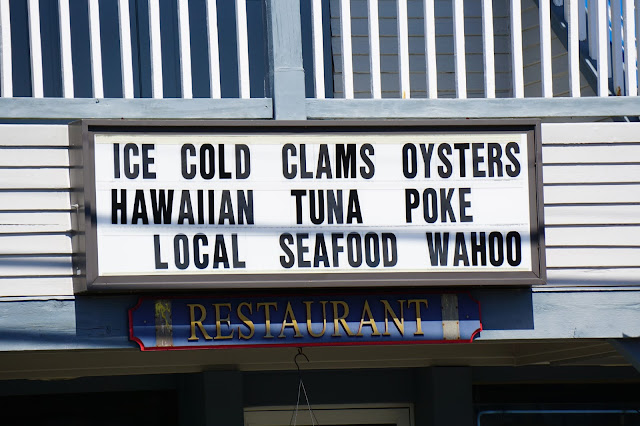 ICE COLD CLAMS OYSTERS
HAWAIIAN TUNA POKE
LOCAL SEAFOOD WAHOO
RESTAURANT